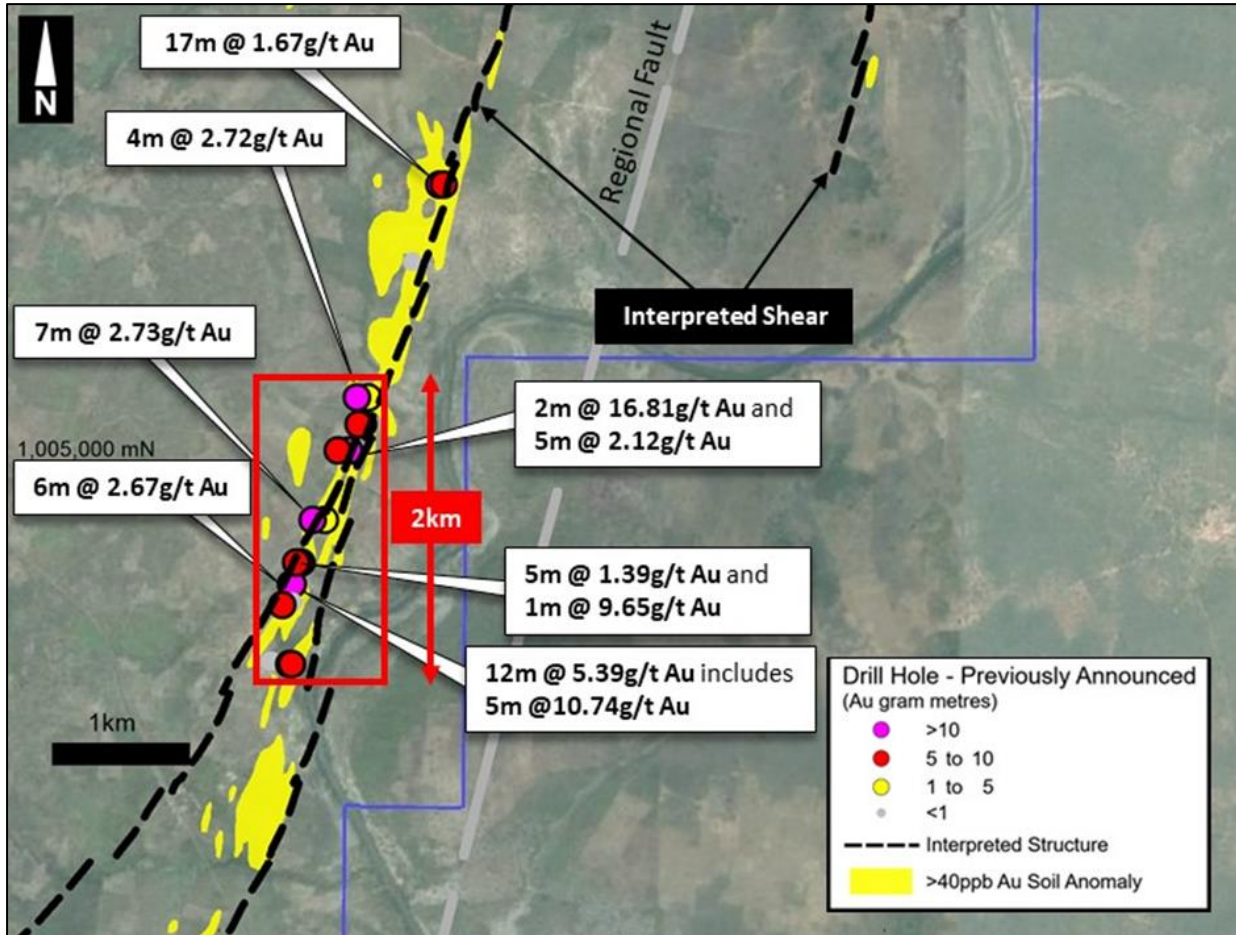 17m @ 1.67g/t Au
N
4m @ 2.72g/t Au
Regional Fault
Interpreted Shear
7m @ 2.73g/t Au
2m @ 16.81g/t Au and
5m @ 2.12g/t Au
1,005,000 mN
6m @ 2.67g/t Au
2km
5m @ 1.39g/t Au and
1m @ 9.65g/t Au
12m @ 5.39g/t Au includes
5m @10.74g/t Au
1km
Drill Hole - Previously Announced
(Au gram metres)
>10
5 to 10
1 to 5
<1
Interpreted Structure
>40ppb Au Soil Anomaly